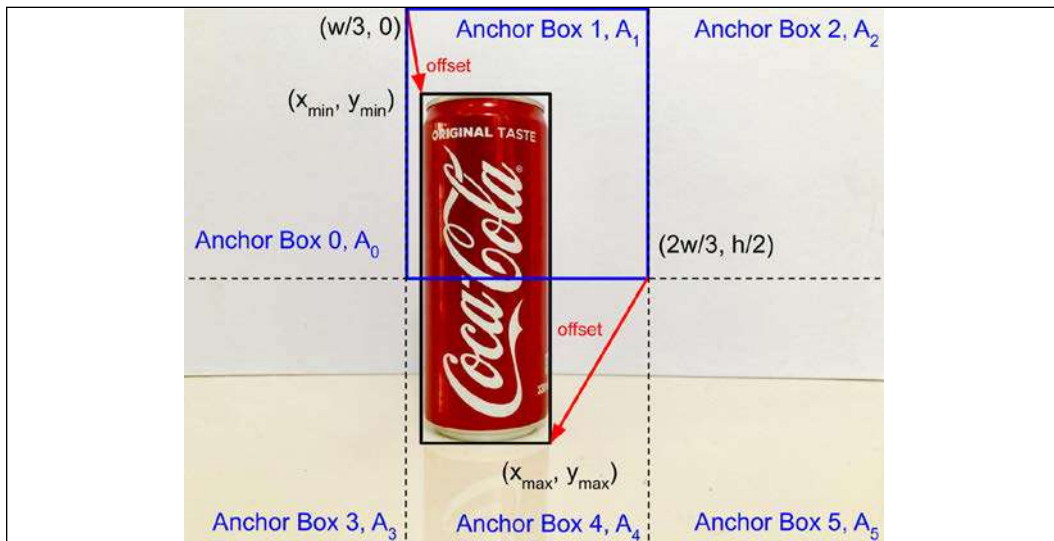 (w/3, 0)
Anchor Box 1, A₁
Anchor Box 2, A₂
offset
(xₘᵢₙ, yₘᵢₙ)
ORIGINAL TASTE
Coca-Cola
®
Anchor Box 0, A₀
(2w/3, h/2)
offset
(xₘₐₓ, yₘₐₓ)
Anchor Box 3, A₃
Anchor Box 4, A₄
Anchor Box 5, A₅